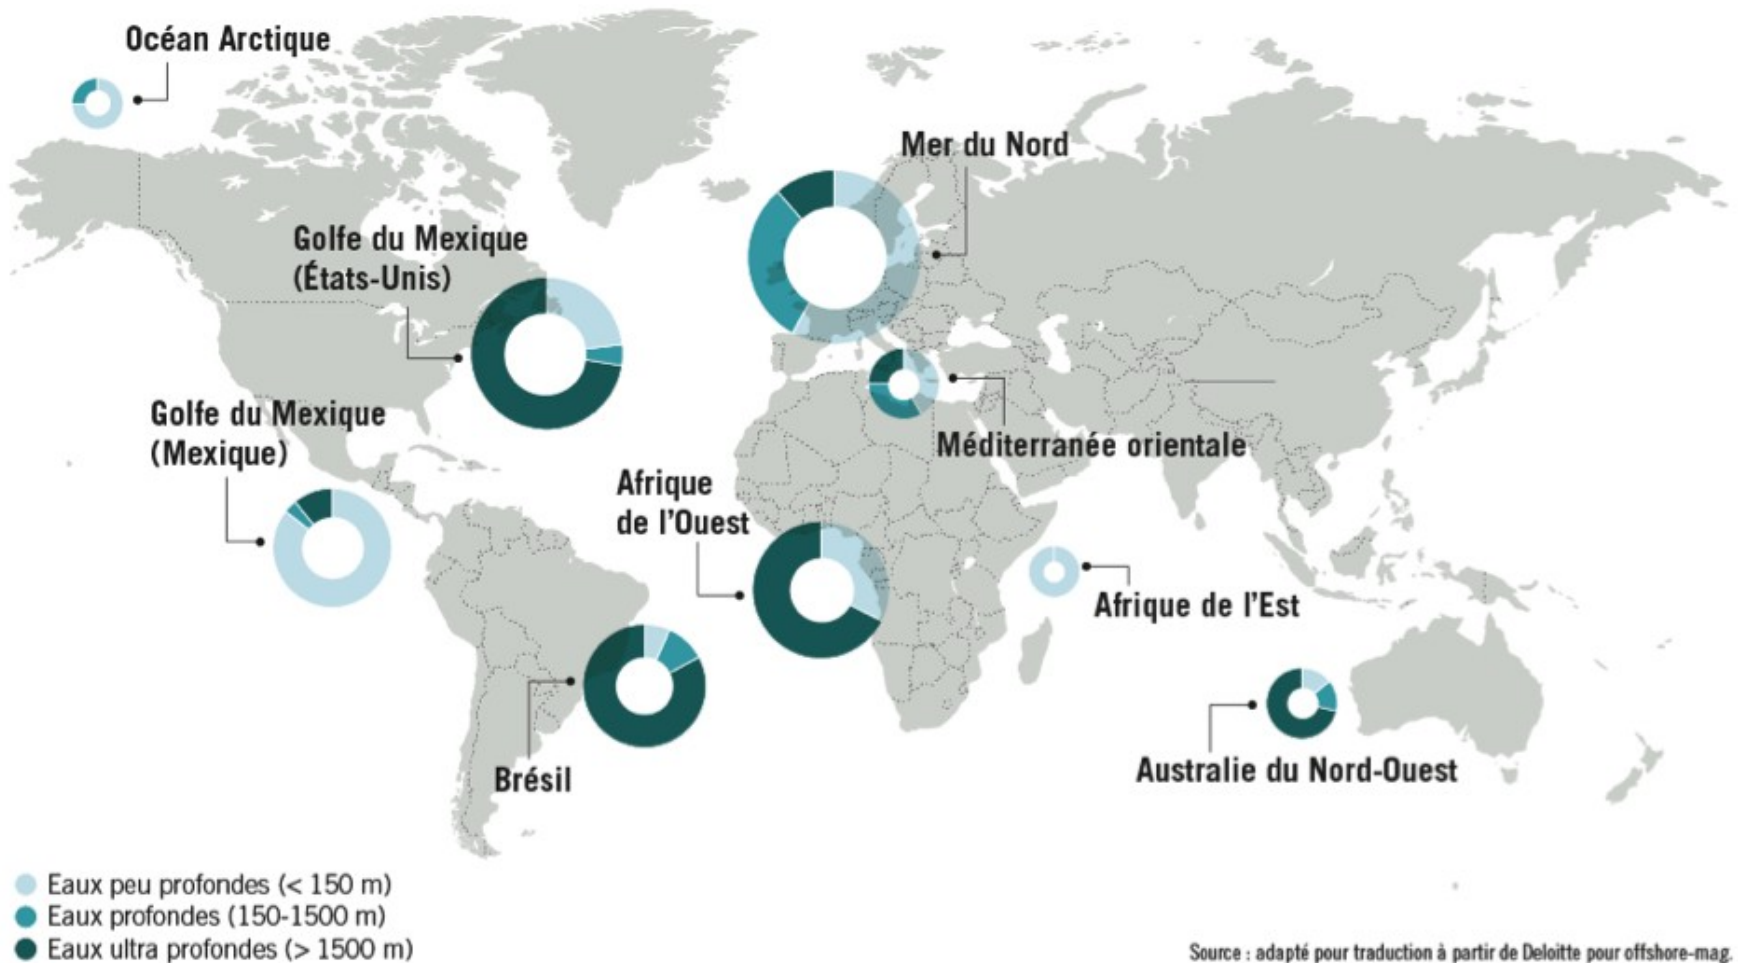 Océan Arctique
Mer du Nord
Golfe du Mexique
(États-Unis)
Golfe du Mexique
(Mexique)
Méditerranée orientale
Afrique
de l'Ouest
Afrique de l'Est
Brésil
Australie du Nord-Ouest
Eaux peu profondes (< 150 m)
Eaux profondes (150-1500 m)
Eaux ultra profondes (> 1500 m)
Source : adapté pour traduction à partir de Deloitte pour offshore-mag.